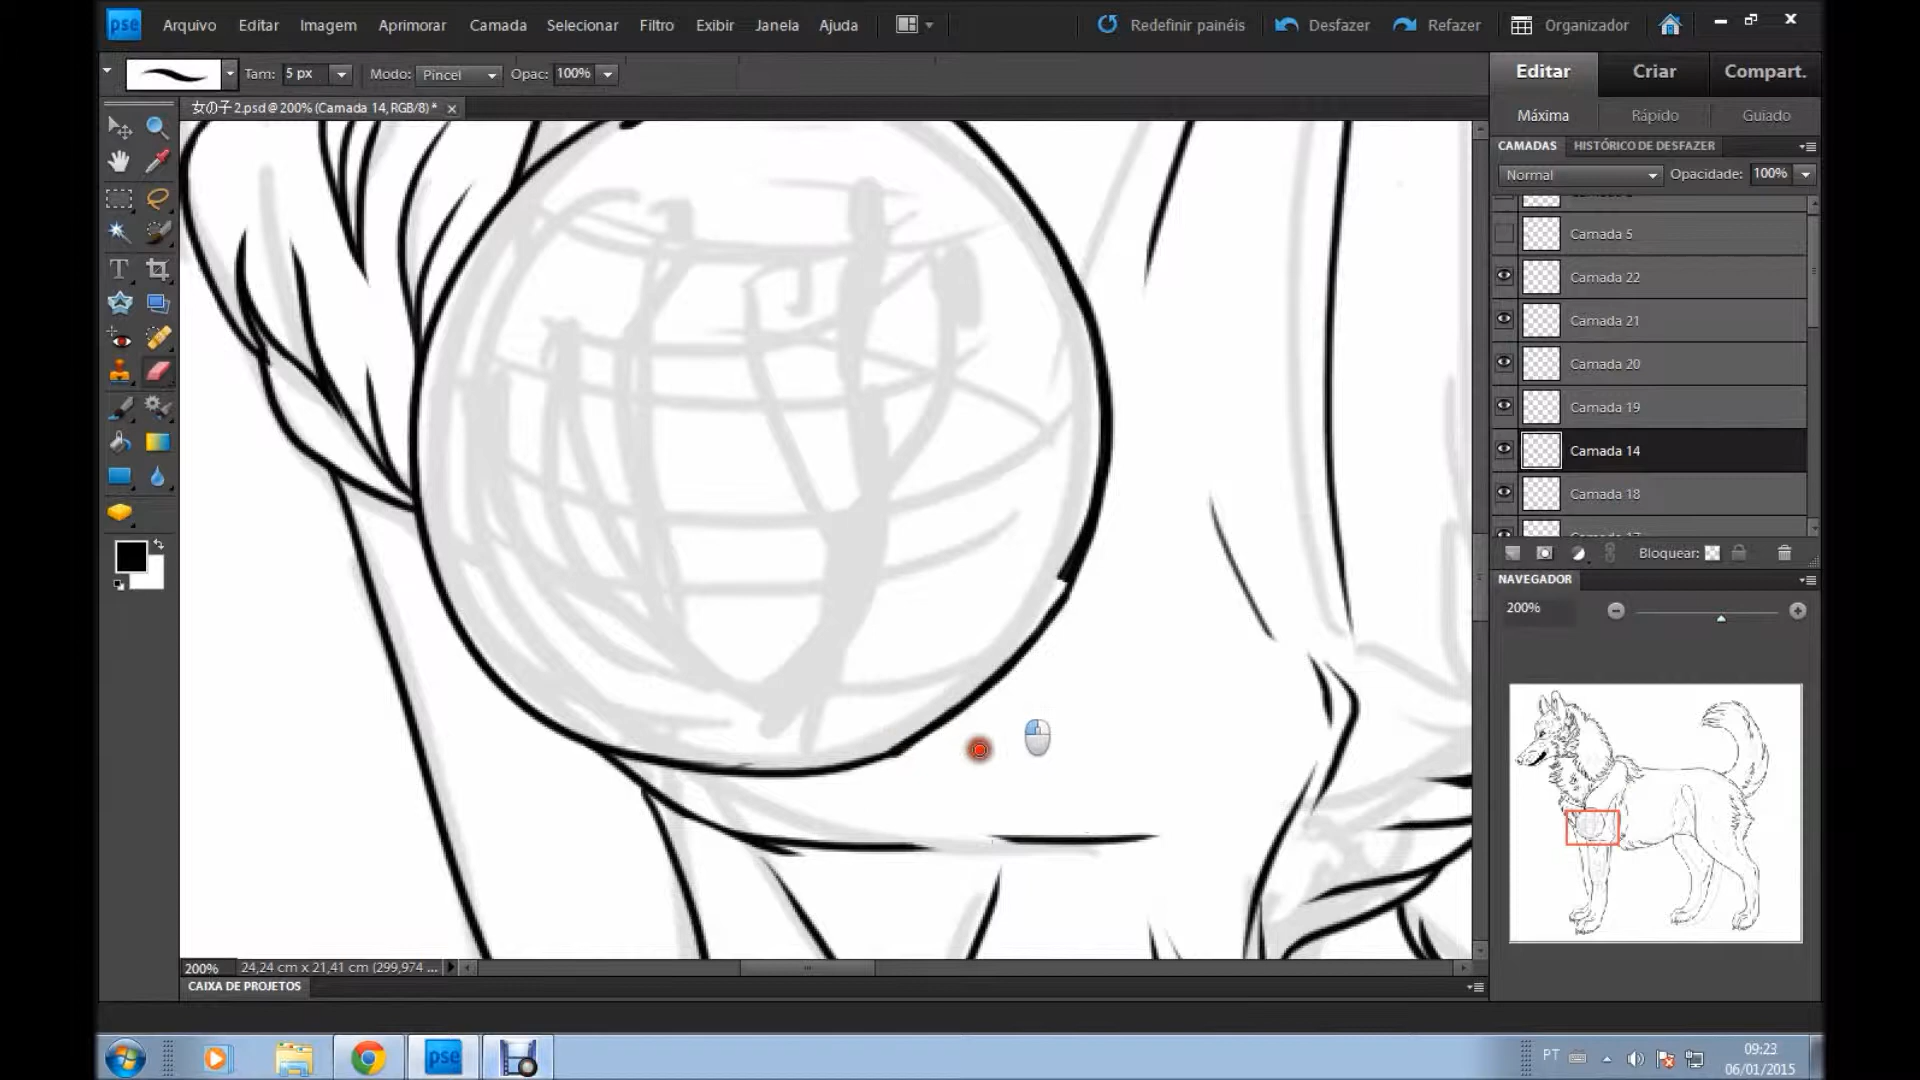 pse Arquivo Editar Imagem Aprimorar Camada Selecionar Filtro Exibir Janela Ajuda Redefinir painéis Desfazer Refazer Organizador
Tam: 5 px Modo: Pincel Opac: 100%
Editar Criar Compart.
女の子2.psd @ 200% (Camada 14, RGB/8) *
Máxima Rápido Guiado
CAMADAS HISTÓRICO DE DESFAZER
Normal Opacidade: 100%
Camada 5
Camada 22
Camada 21
Camada 20
Camada 19
Camada 14
Camada 18
Bloquear:
NAVEGADOR
200%
200% 24,24 cm x 21,41 cm (299,974 ...
CAIXA DE PROJETOS
pse
PT
09:23
06/01/2015